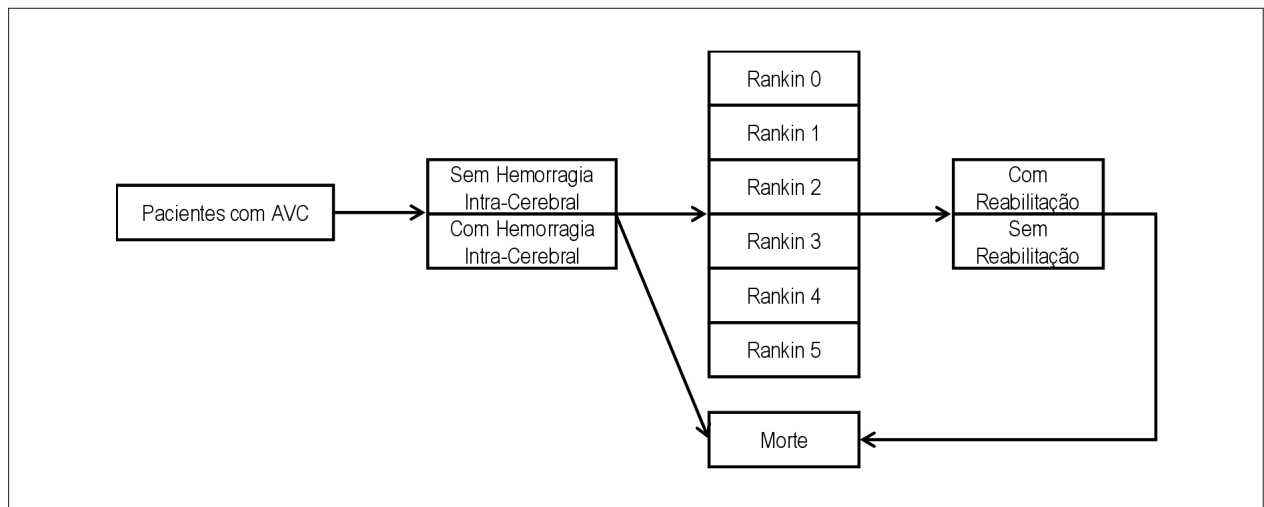 Pacientes com AVC
Sem Hemorragia
Intra-Cerebral
Com Hemorragia
Intra-Cerebral
Rankin 0
Rankin 1
Rankin 2
Rankin 3
Rankin 4
Rankin 5
Morte
Com
Reabilitação
Sem
Reabilitação